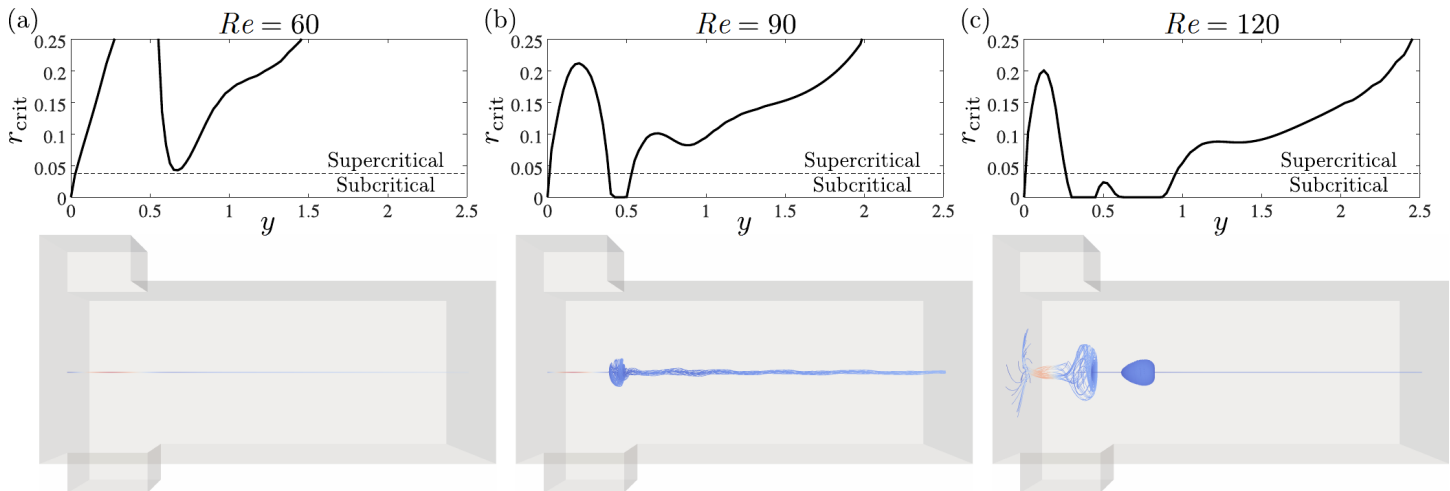 (a) Re = 60
0.25
0.2
0.15
0.1
0.05
0
r_crit
Supercritical
Subcritical
0 0.5 1 1.5 2 2.5
y
(b) Re = 90
0.25
0.2
0.15
0.1
0.05
0
r_crit
Supercritical
Subcritical
0 0.5 1 1.5 2 2.5
y
(c) Re = 120
0.25
0.2
0.15
0.1
0.05
0
r_crit
Supercritical
Subcritical
0 0.5 1 1.5 2 2.5
y